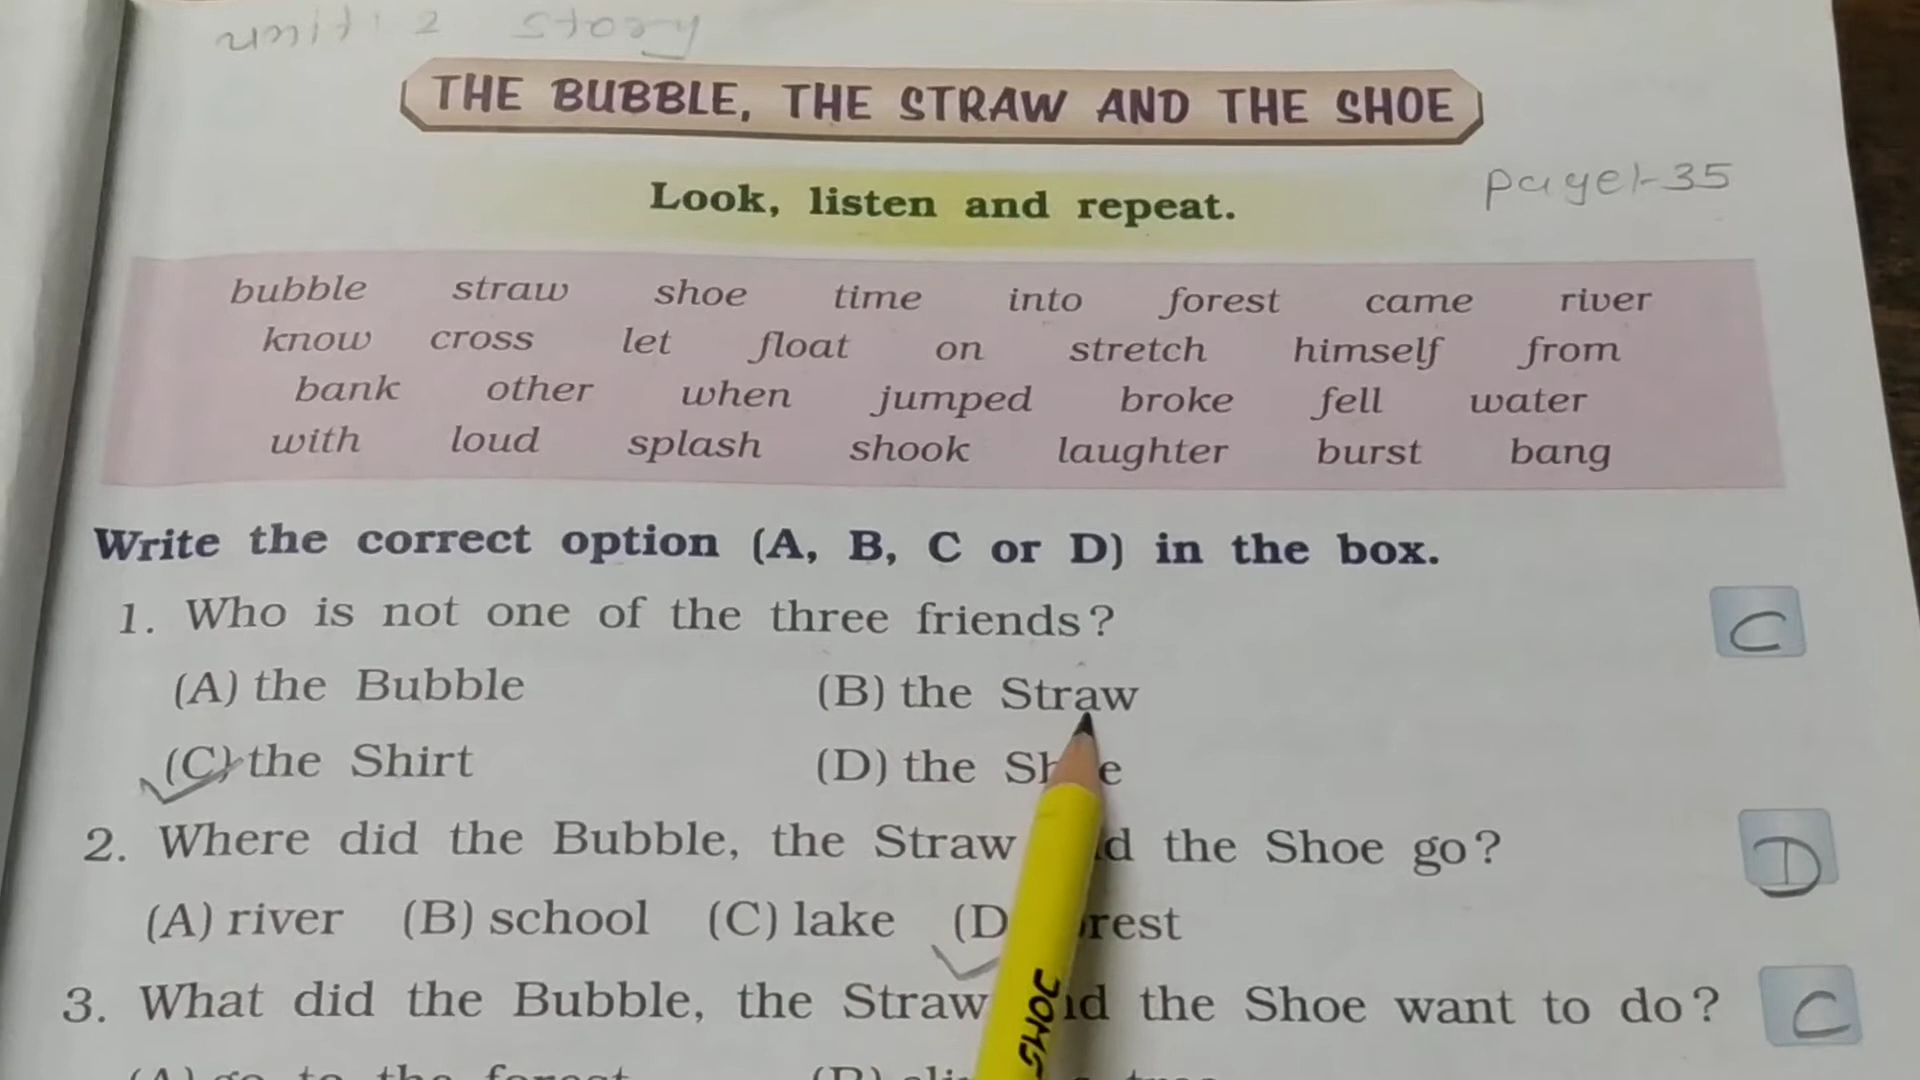 unit: 2 story
THE BUBBLE, THE STRAW AND THE SHOE
Look, listen and repeat.
page:-35
bubble straw shoe time into forest came river
know cross let float on stretch himself from
bank other when jumped broke fell water
with loud splash shook laughter burst bang
Write the correct option (A, B, C or D) in the box.
1. Who is not one of the three friends? C
(A) the Bubble (B) the Straw
(C) the Shirt (D) the Sh e
2. Where did the Bubble, the Straw d the Shoe go? D
(A) river (B) school (C) lake (D rest
3. What did the Bubble, the Straw nd the Shoe want to do? C
(A) go to the forest